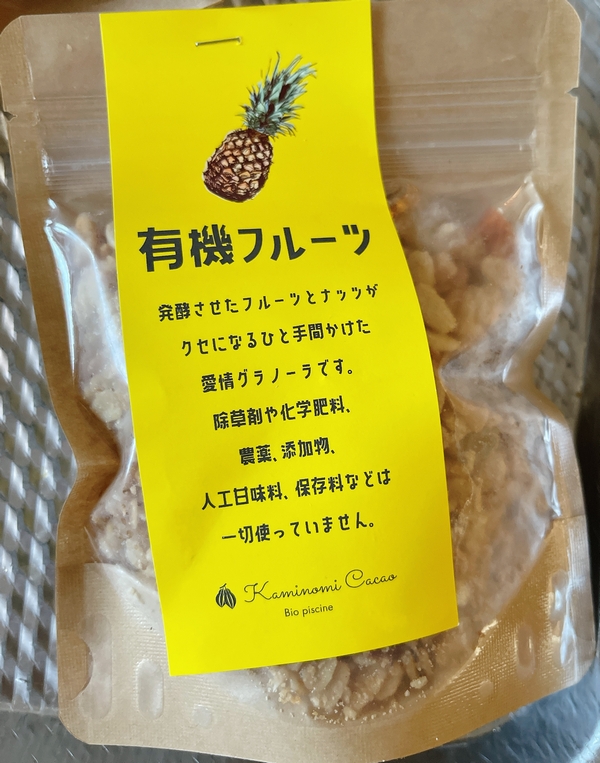 有機フルーツ
発酵させたフルーツとナッツが
クセになるひと手間かけた
愛情グラノーラです。
除草剤や化学肥料、
農薬、添加物、
人工甘味料、保存料などは
一切使っていません。
Kaminomi Cacao
Bio piscine